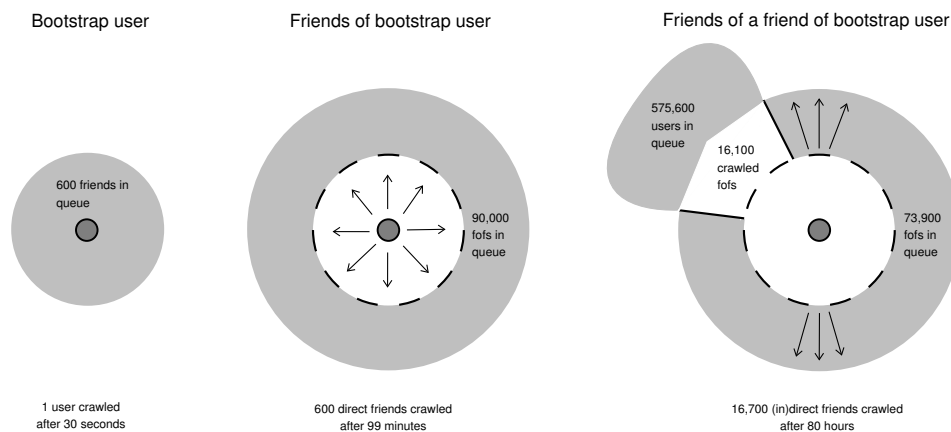 Bootstrap user
Friends of bootstrap user
Friends of a friend of bootstrap user
600 friends in
queue
90,000
fofs in
queue
575,600
users in
queue
16,100
crawled
fofs
73,900
fofs in
queue
1 user crawled
after 30 seconds
600 direct friends crawled
after 99 minutes
16,700 (in)direct friends crawled
after 80 hours